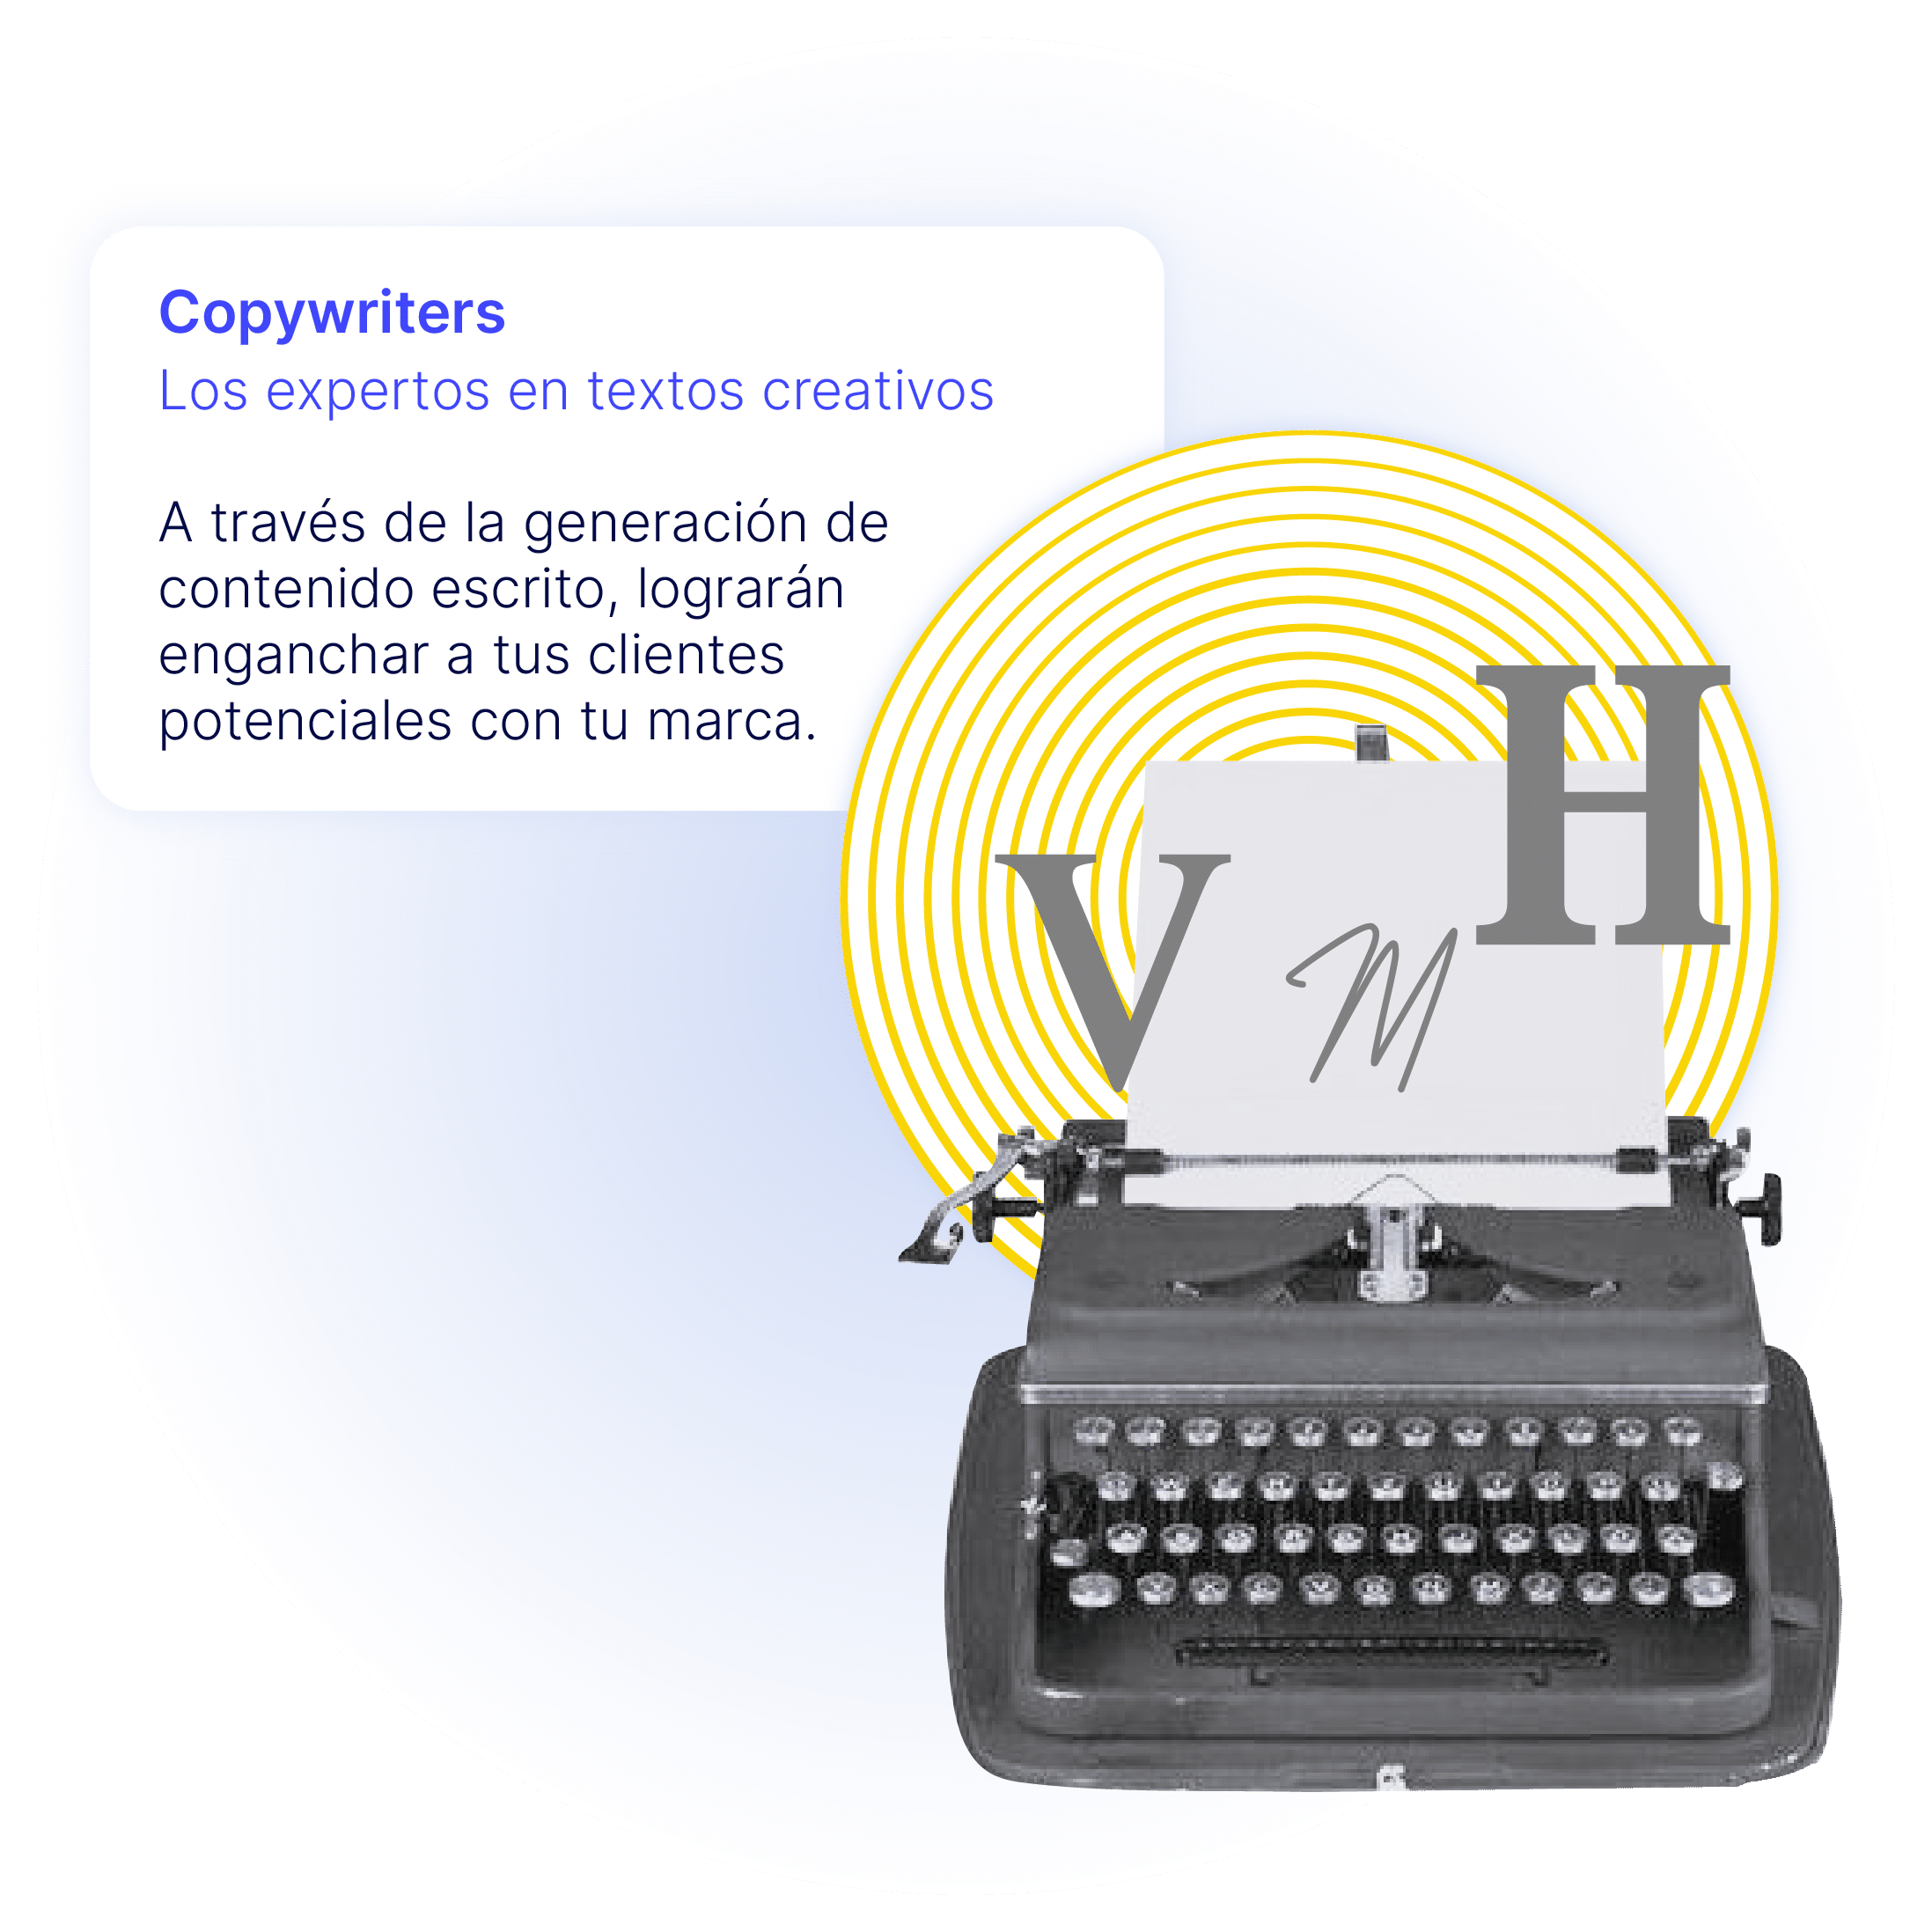 Copywriters
Los expertos en textos creativos
A través de la generación de
contenido escrito, lograrán
enganchar a tus clientes
potenciales con tu marca.
H
V
M